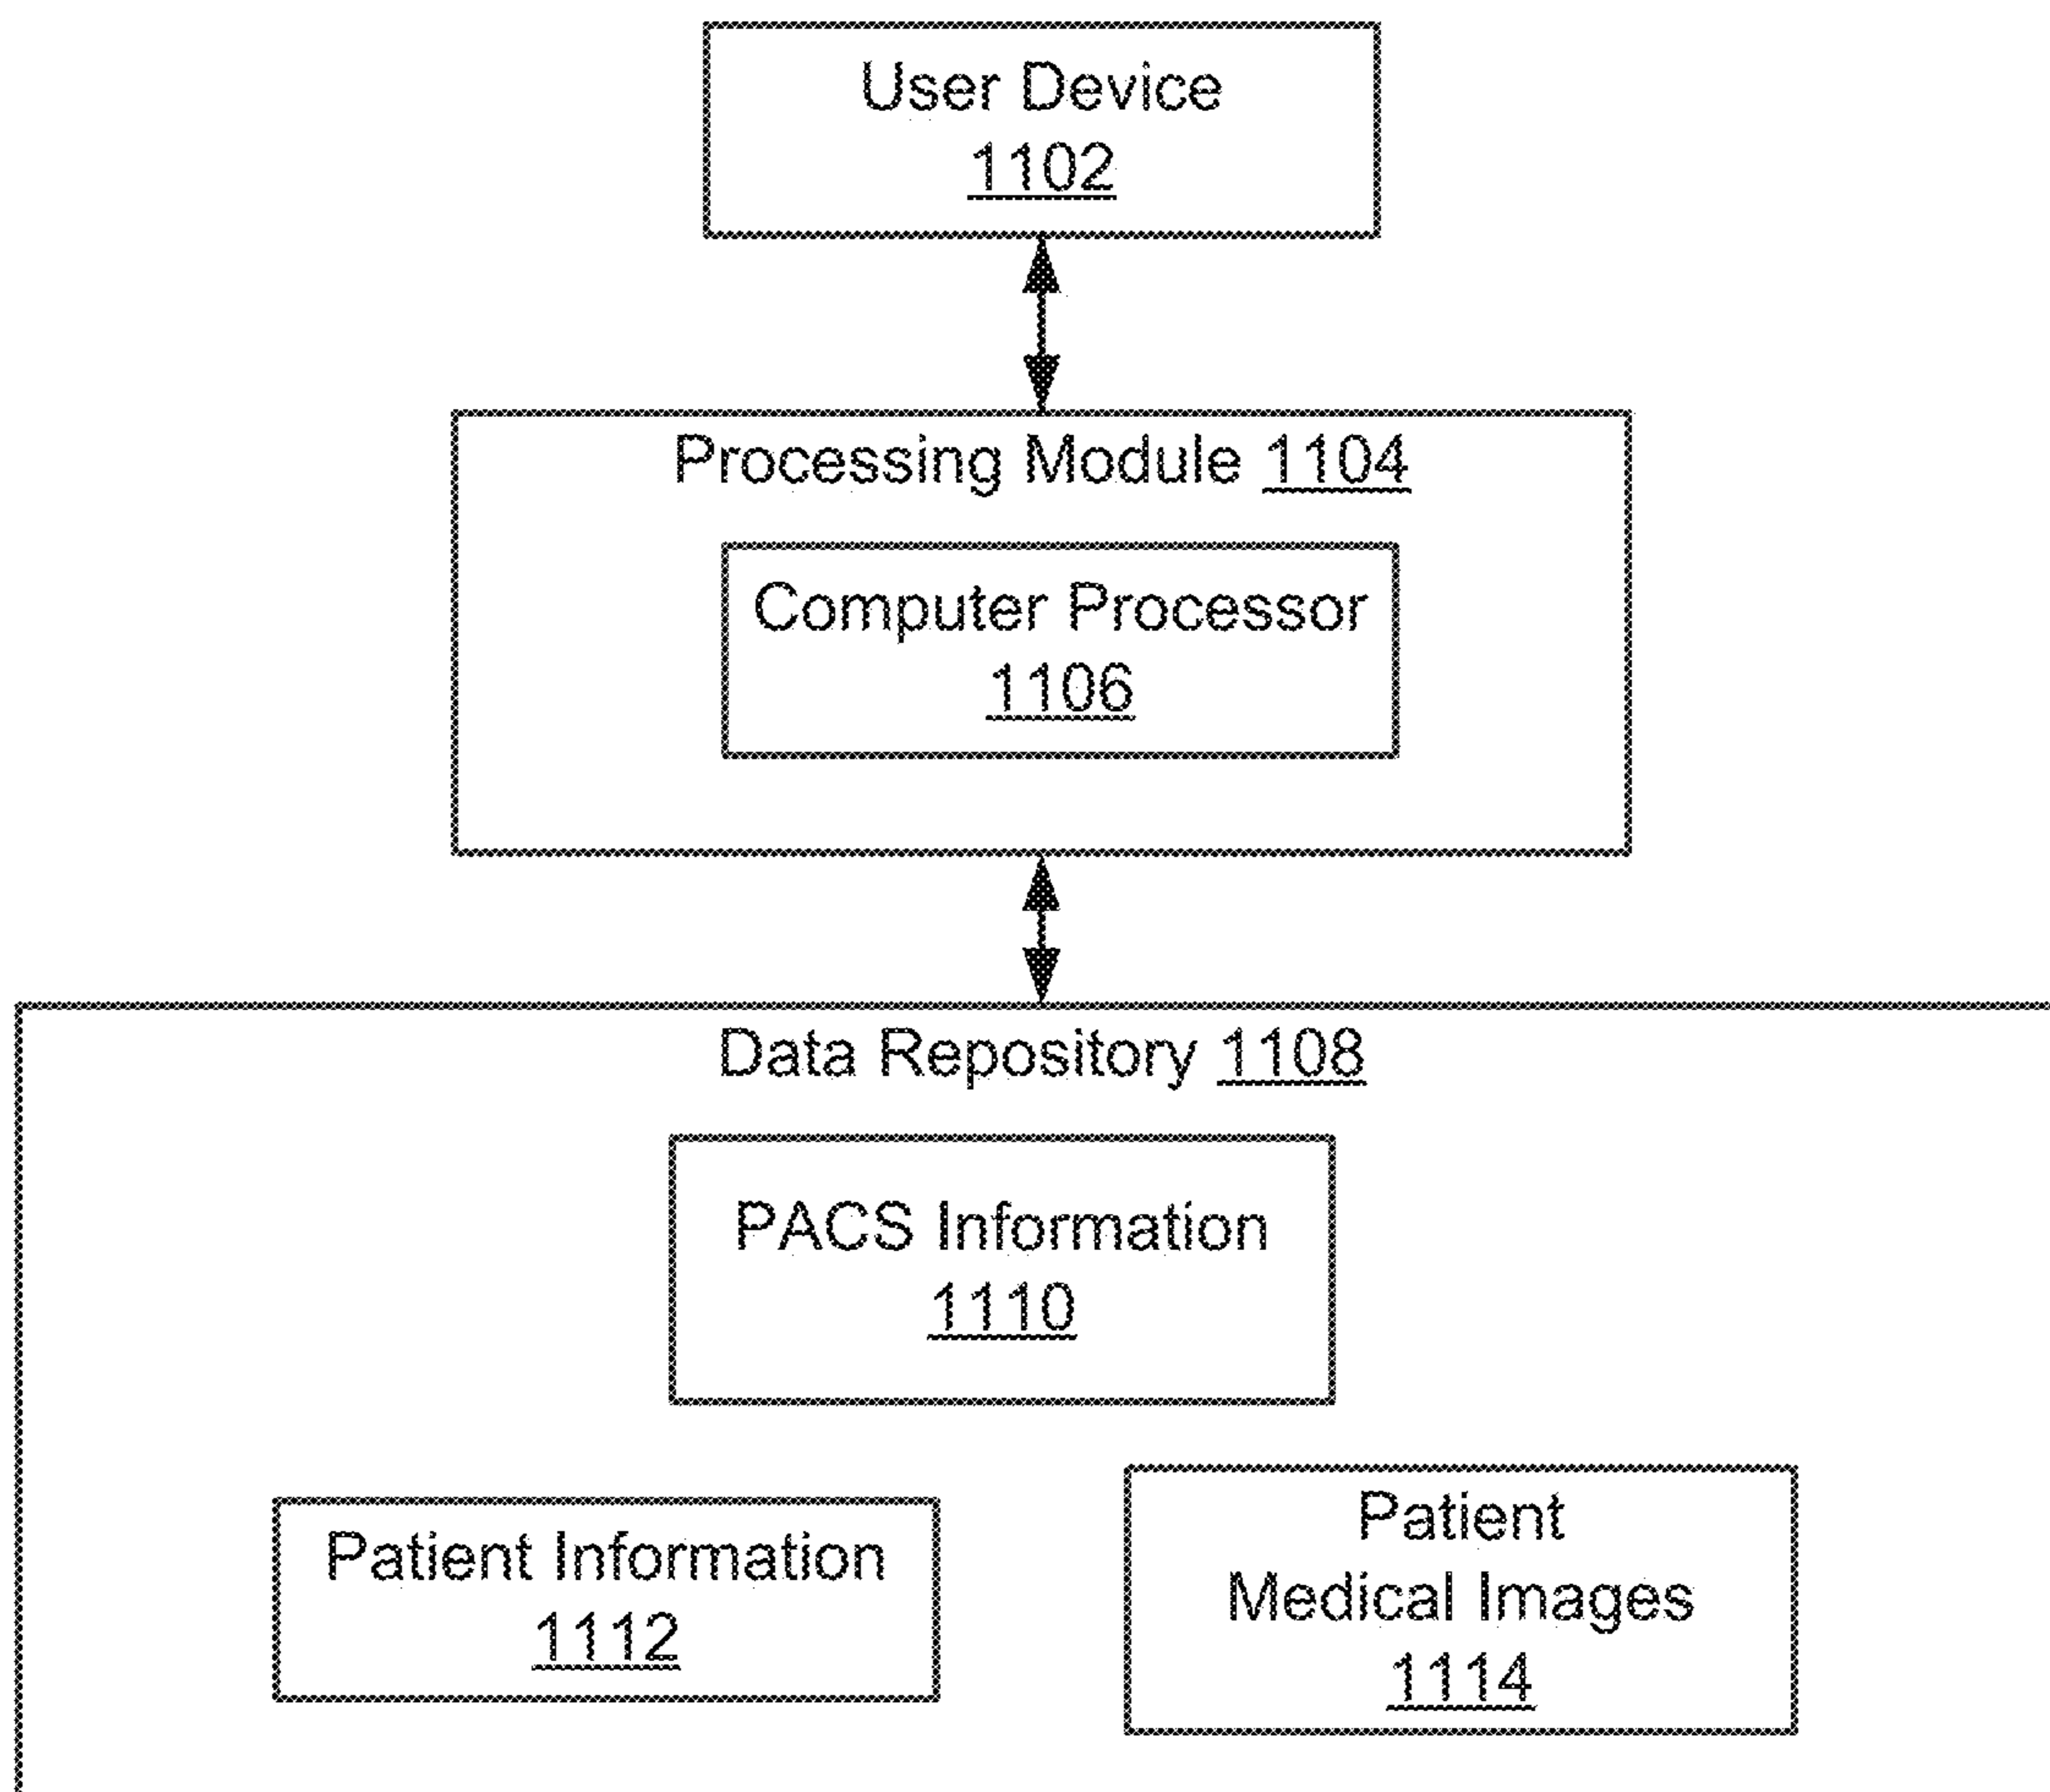 User Device
1102
Processing Module 1104
Computer Processor
1106
Data Repository 1108
PACS Information
1110
Patient Information
1112
Patient
Medical Images
1114